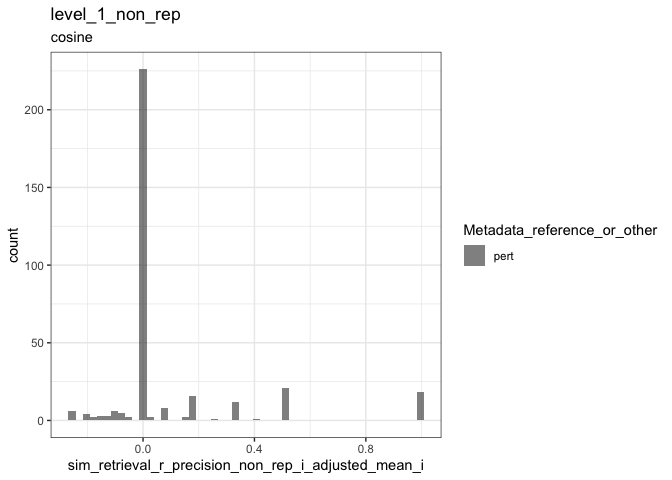 level_1_non_rep
cosine
200
150
100
50
0
count
0.0
0.4
0.8
sim_retrieval_r_precision_non_rep_i_adjusted_mean_i
Metadata_reference_or_other
pert